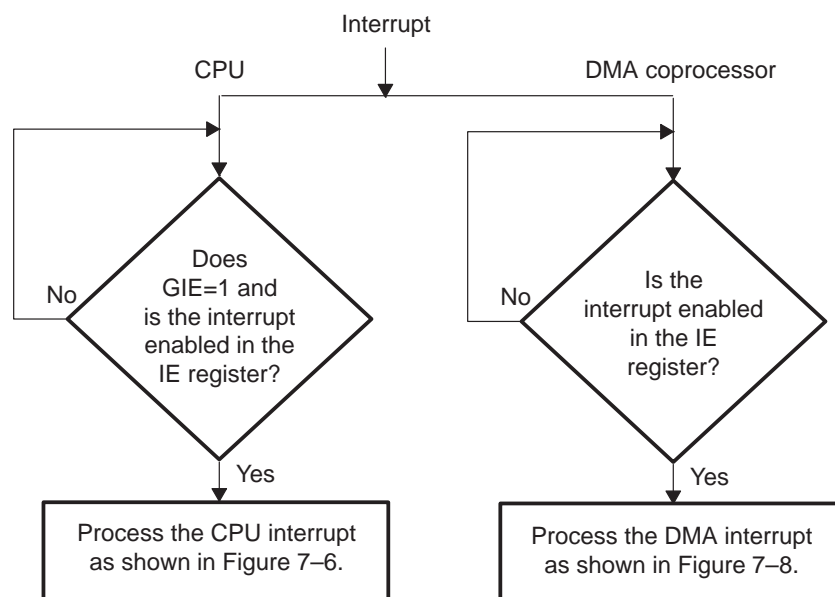 Interrupt
CPU
DMA coprocessor
Does
GIE=1 and
is the interrupt
enabled in the
IE register?
No
Yes
Process the CPU interrupt
as shown in Figure 7–6.
Is the
interrupt enabled
in the IE
register?
No
Yes
Process the DMA interrupt
as shown in Figure 7–8.